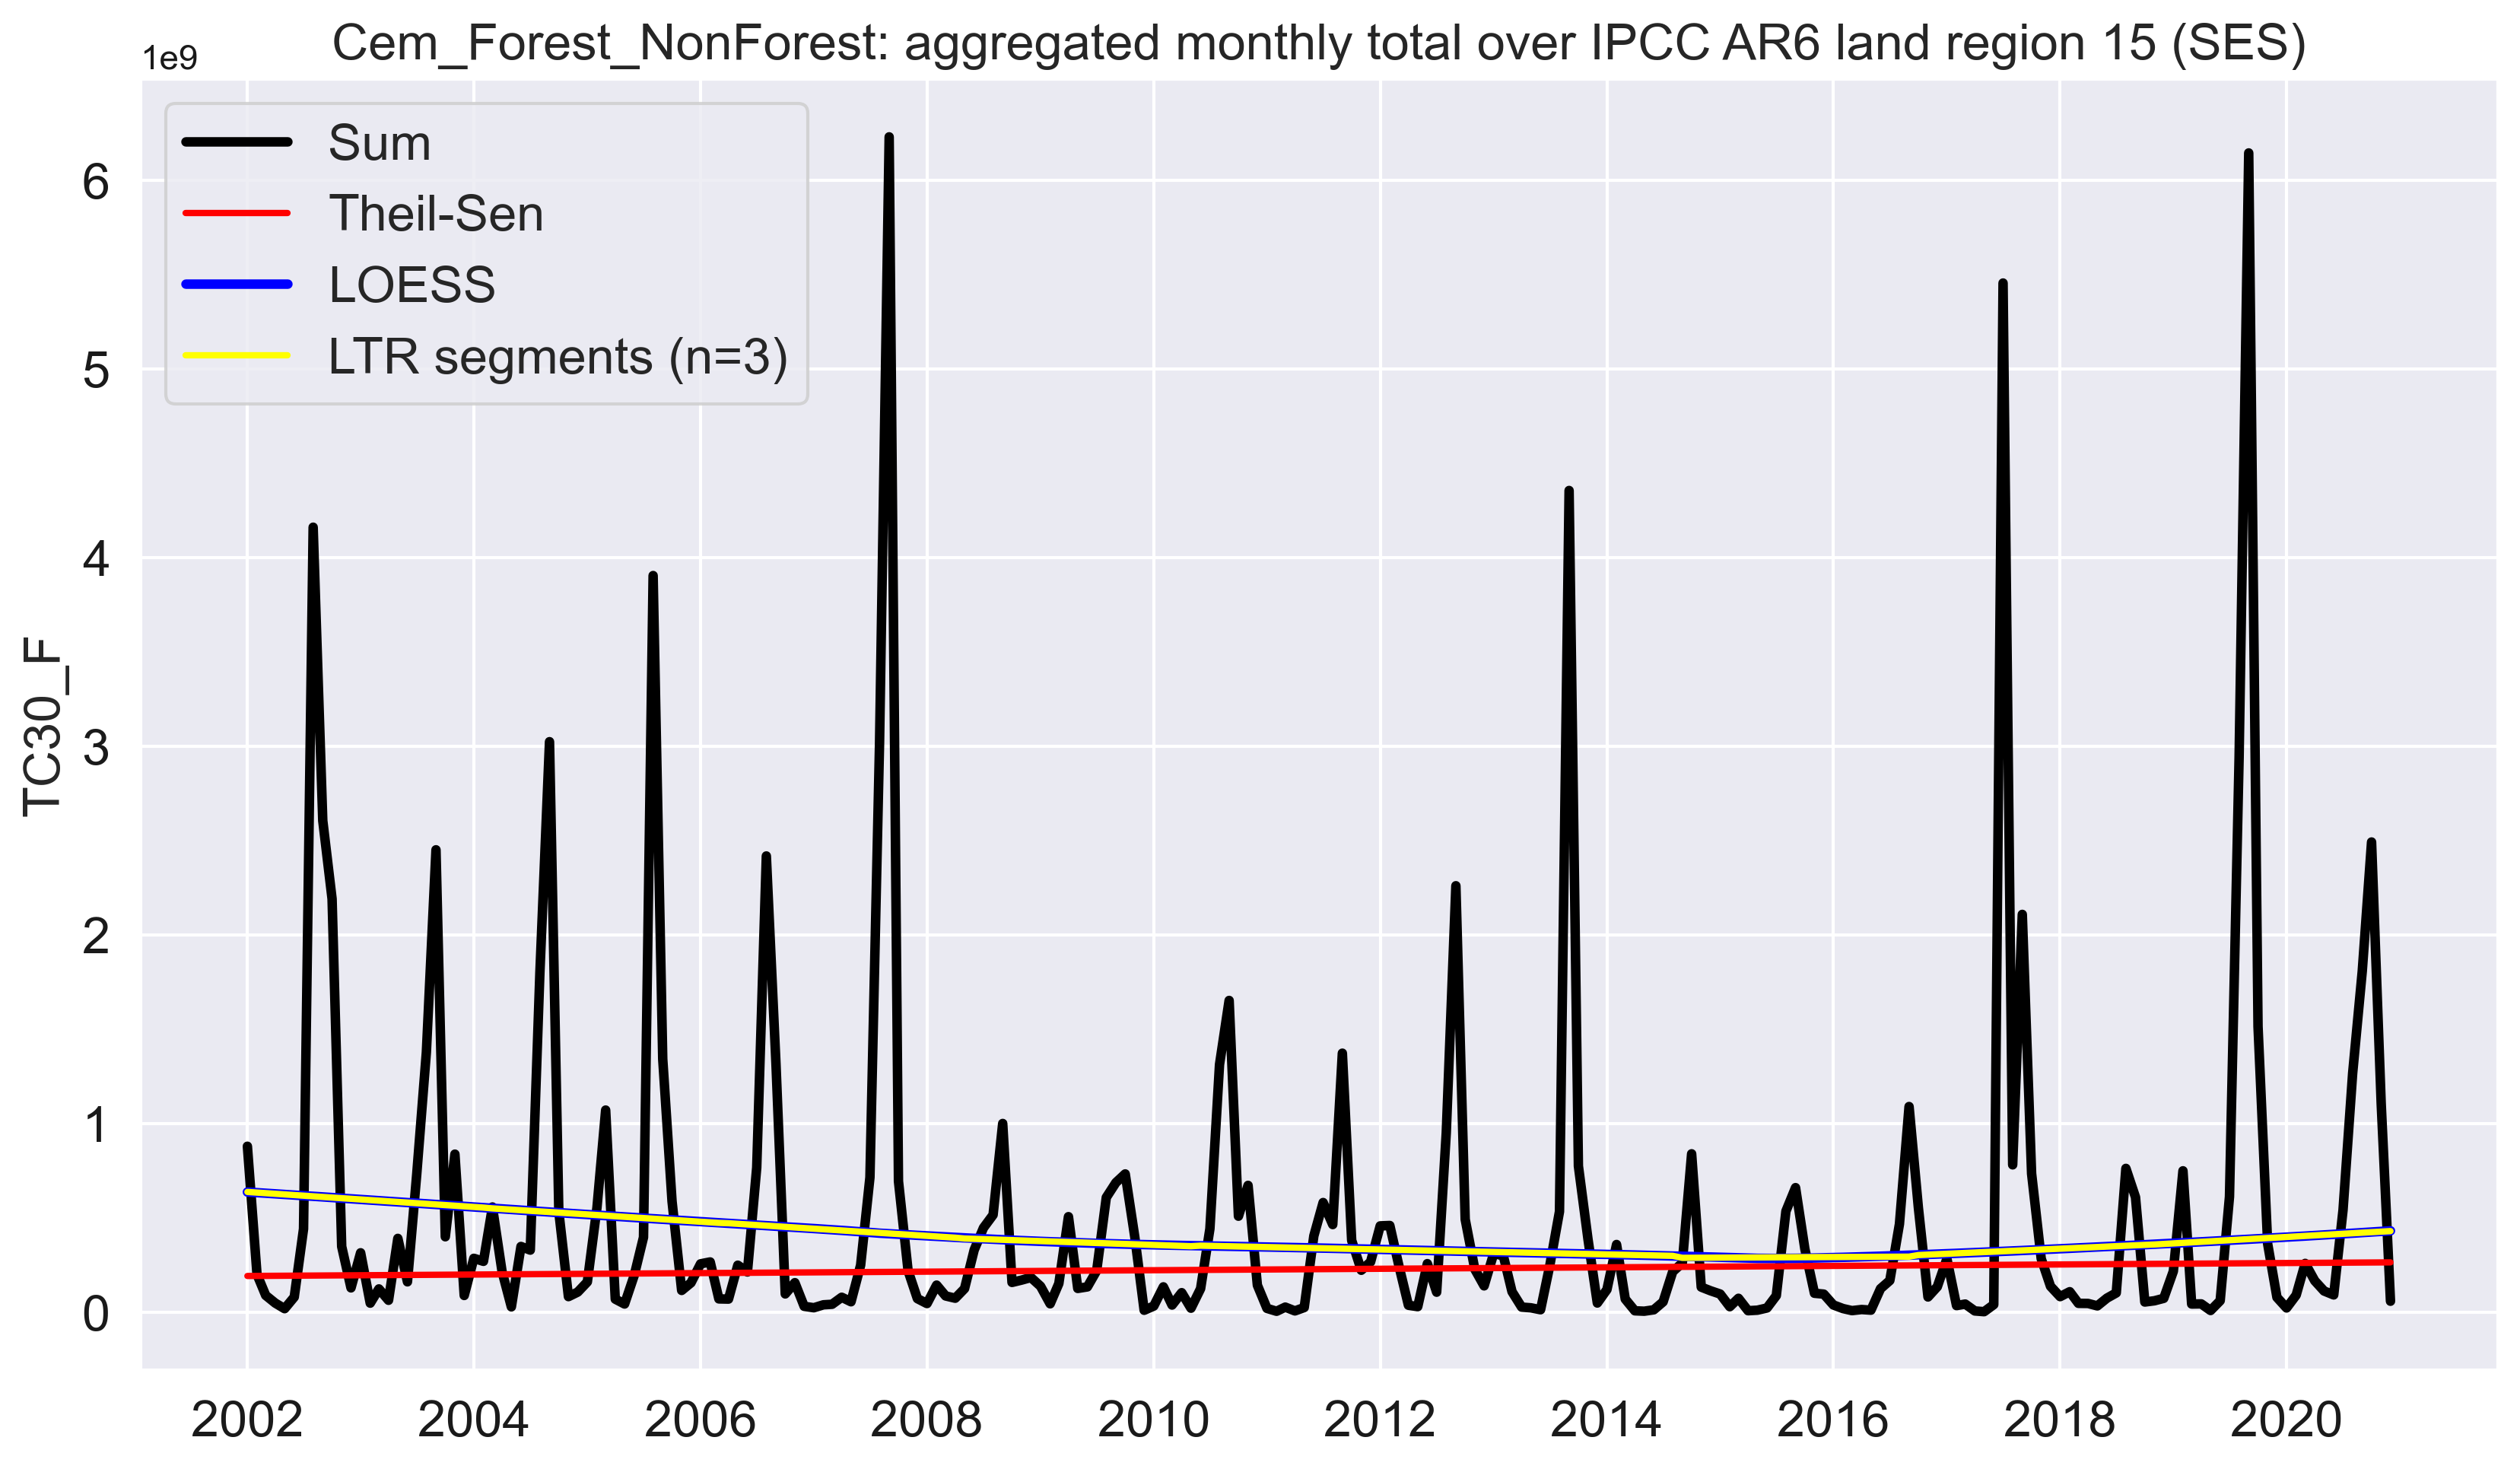 Cem_Forest_NonForest: aggregated monthly total over IPCC AR6 land region 15 (SES)
1e9
Sum
Theil-Sen
LOESS
LTR segments (n=3)
6
5
4
3
2
1
0
TC30_F
2002 2004 2006 2008 2010 2012 2014 2016 2018 2020